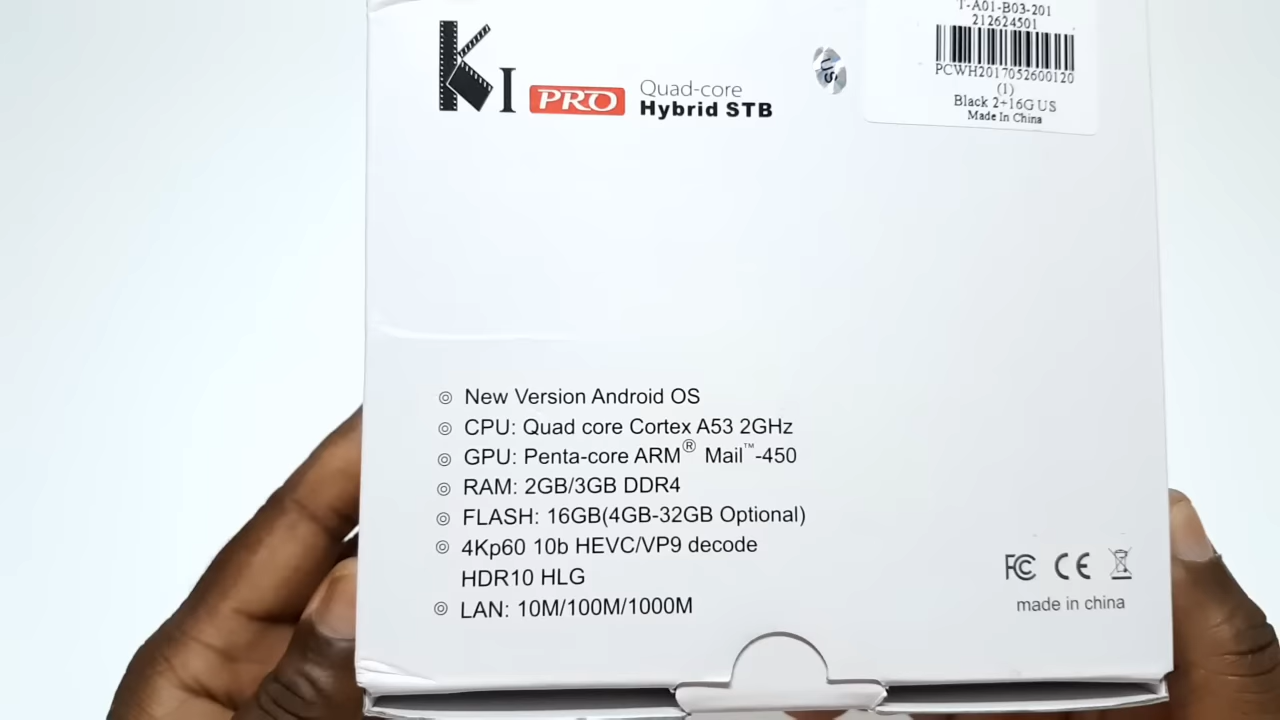 KI PRO Quad-core
Hybrid STB
US
T-A01-B03-201
212624501
PCWH2017052600120
(1)
Black 2+16G US
Made In China
◎ New Version Android OS
◎ CPU: Quad core Cortex A53 2GHz
◎ GPU: Penta-core ARM® Mail™-450
◎ RAM: 2GB/3GB DDR4
◎ FLASH: 16GB(4GB-32GB Optional)
◎ 4Kp60 10b HEVC/VP9 decode
HDR10 HLG
◎ LAN: 10M/100M/1000M
FC CE
made in china